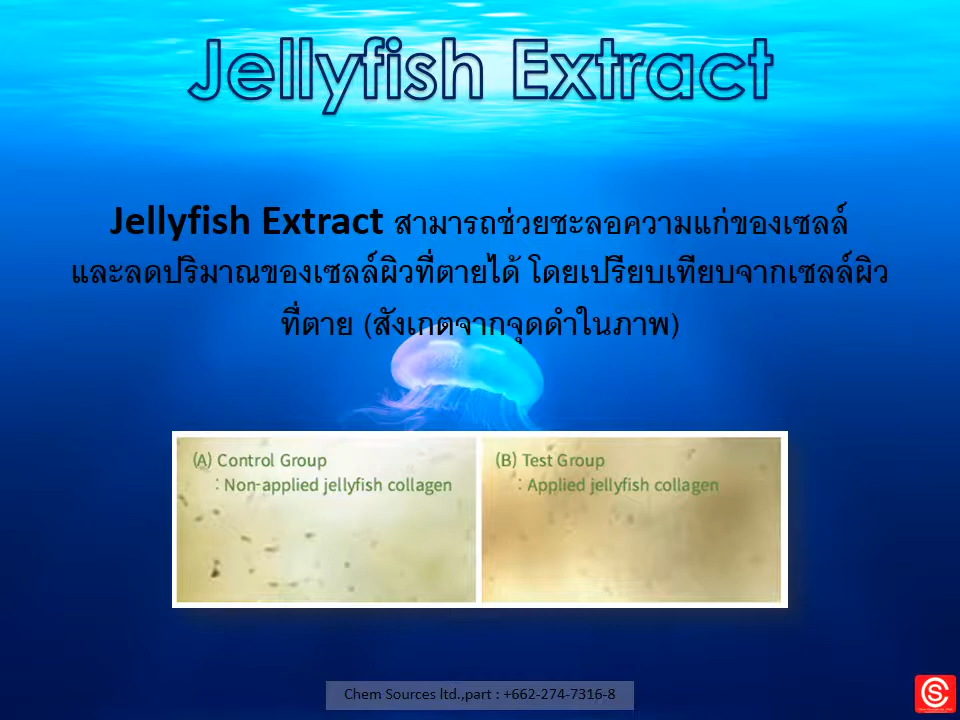 Jellyfish Extract
Jellyfish Extract สามารถช่วยชะลอความแก่ของเซลล์
และลดปริมาณของเซลล์ผิวที่ตายได้ โดยเปรียบเทียบจากเซลล์ผิว
ที่ตาย (สังเกตจากจุดดำในภาพ)
(A) Control Group
: Non-applied jellyfish collagen
(B) Test Group
: Applied jellyfish collagen
Chem Sources ltd.,part : +662-274-7316-8